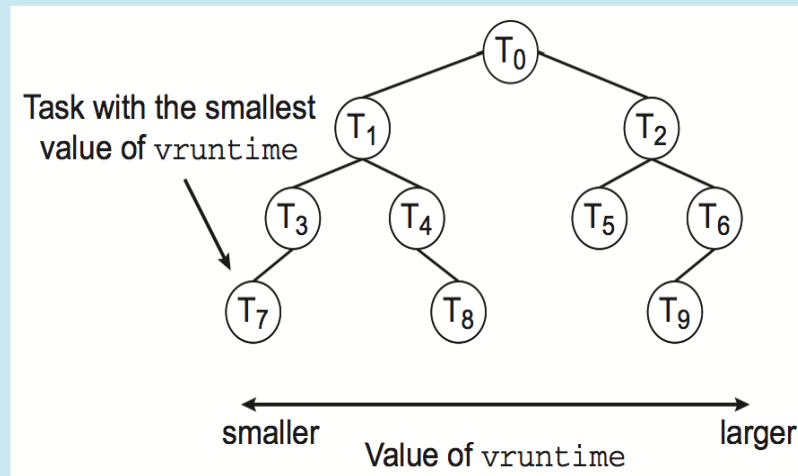 T₀
Task with the smallest
value of vruntime
T₁
T₂
T₃
T₄
T₅
T₆
T₇
T₈
T₉
smaller
larger
Value of vruntime